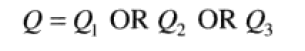 Q = Q₁ OR Q₂ OR Q₃